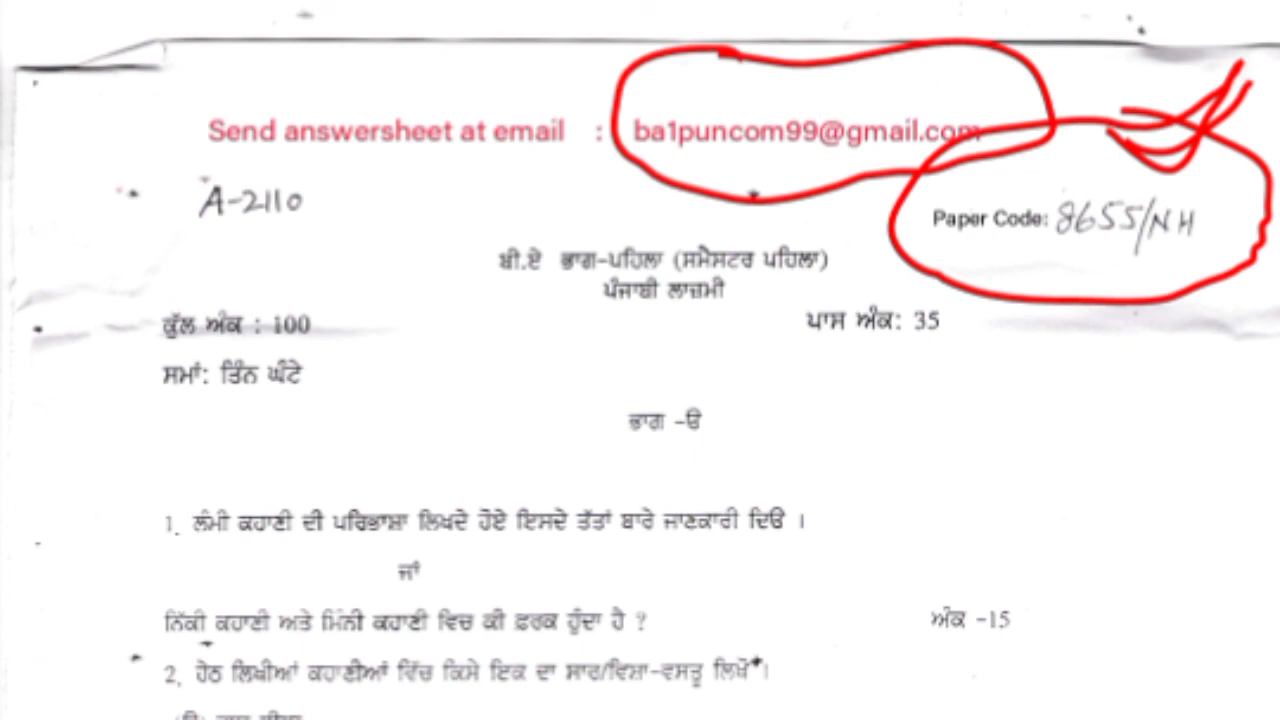 Send answersheet at email : ba1puncom99@gmail.com
A-2110
Paper Code: 8655/NH
ਬੀ.ਏ ਭਾਗ-ਪਹਿਲਾ (ਸਮੈਸਟਰ ਪਹਿਲਾ)
ਪੰਜਾਬੀ ਲਾਜ਼ਮੀ
ਕੁੱਲ ਅੰਕ : 100 ਪਾਸ ਅੰਕ: 35
ਸਮਾਂ: ਤਿੰਨ ਘੰਟੇ
ਭਾਗ -ੳ
1. ਲੰਮੀ ਕਹਾਣੀ ਦੀ ਪਰਿਭਾਸ਼ਾ ਲਿਖਦੇ ਹੋਏ ਇਸਦੇ ਤੱਤਾਂ ਬਾਰੇ ਜਾਣਕਾਰੀ ਦਿਓ ।
ਜਾਂ
ਨਿੱਕੀ ਕਹਾਣੀ ਅਤੇ ਮਿੰਨੀ ਕਹਾਣੀ ਵਿਚ ਕੀ ਫ਼ਰਕ ਹੁੰਦਾ ਹੈ ? ਅੰਕ -15
2. ਹੇਠ ਲਿਖੀਆਂ ਕਹਾਣੀਆਂ ਵਿੱਚ ਕਿਸੇ ਇਕ ਦਾ ਸਾਰ/ਵਿਸ਼ਾ-ਵਸਤੂ ਲਿਖੋ।